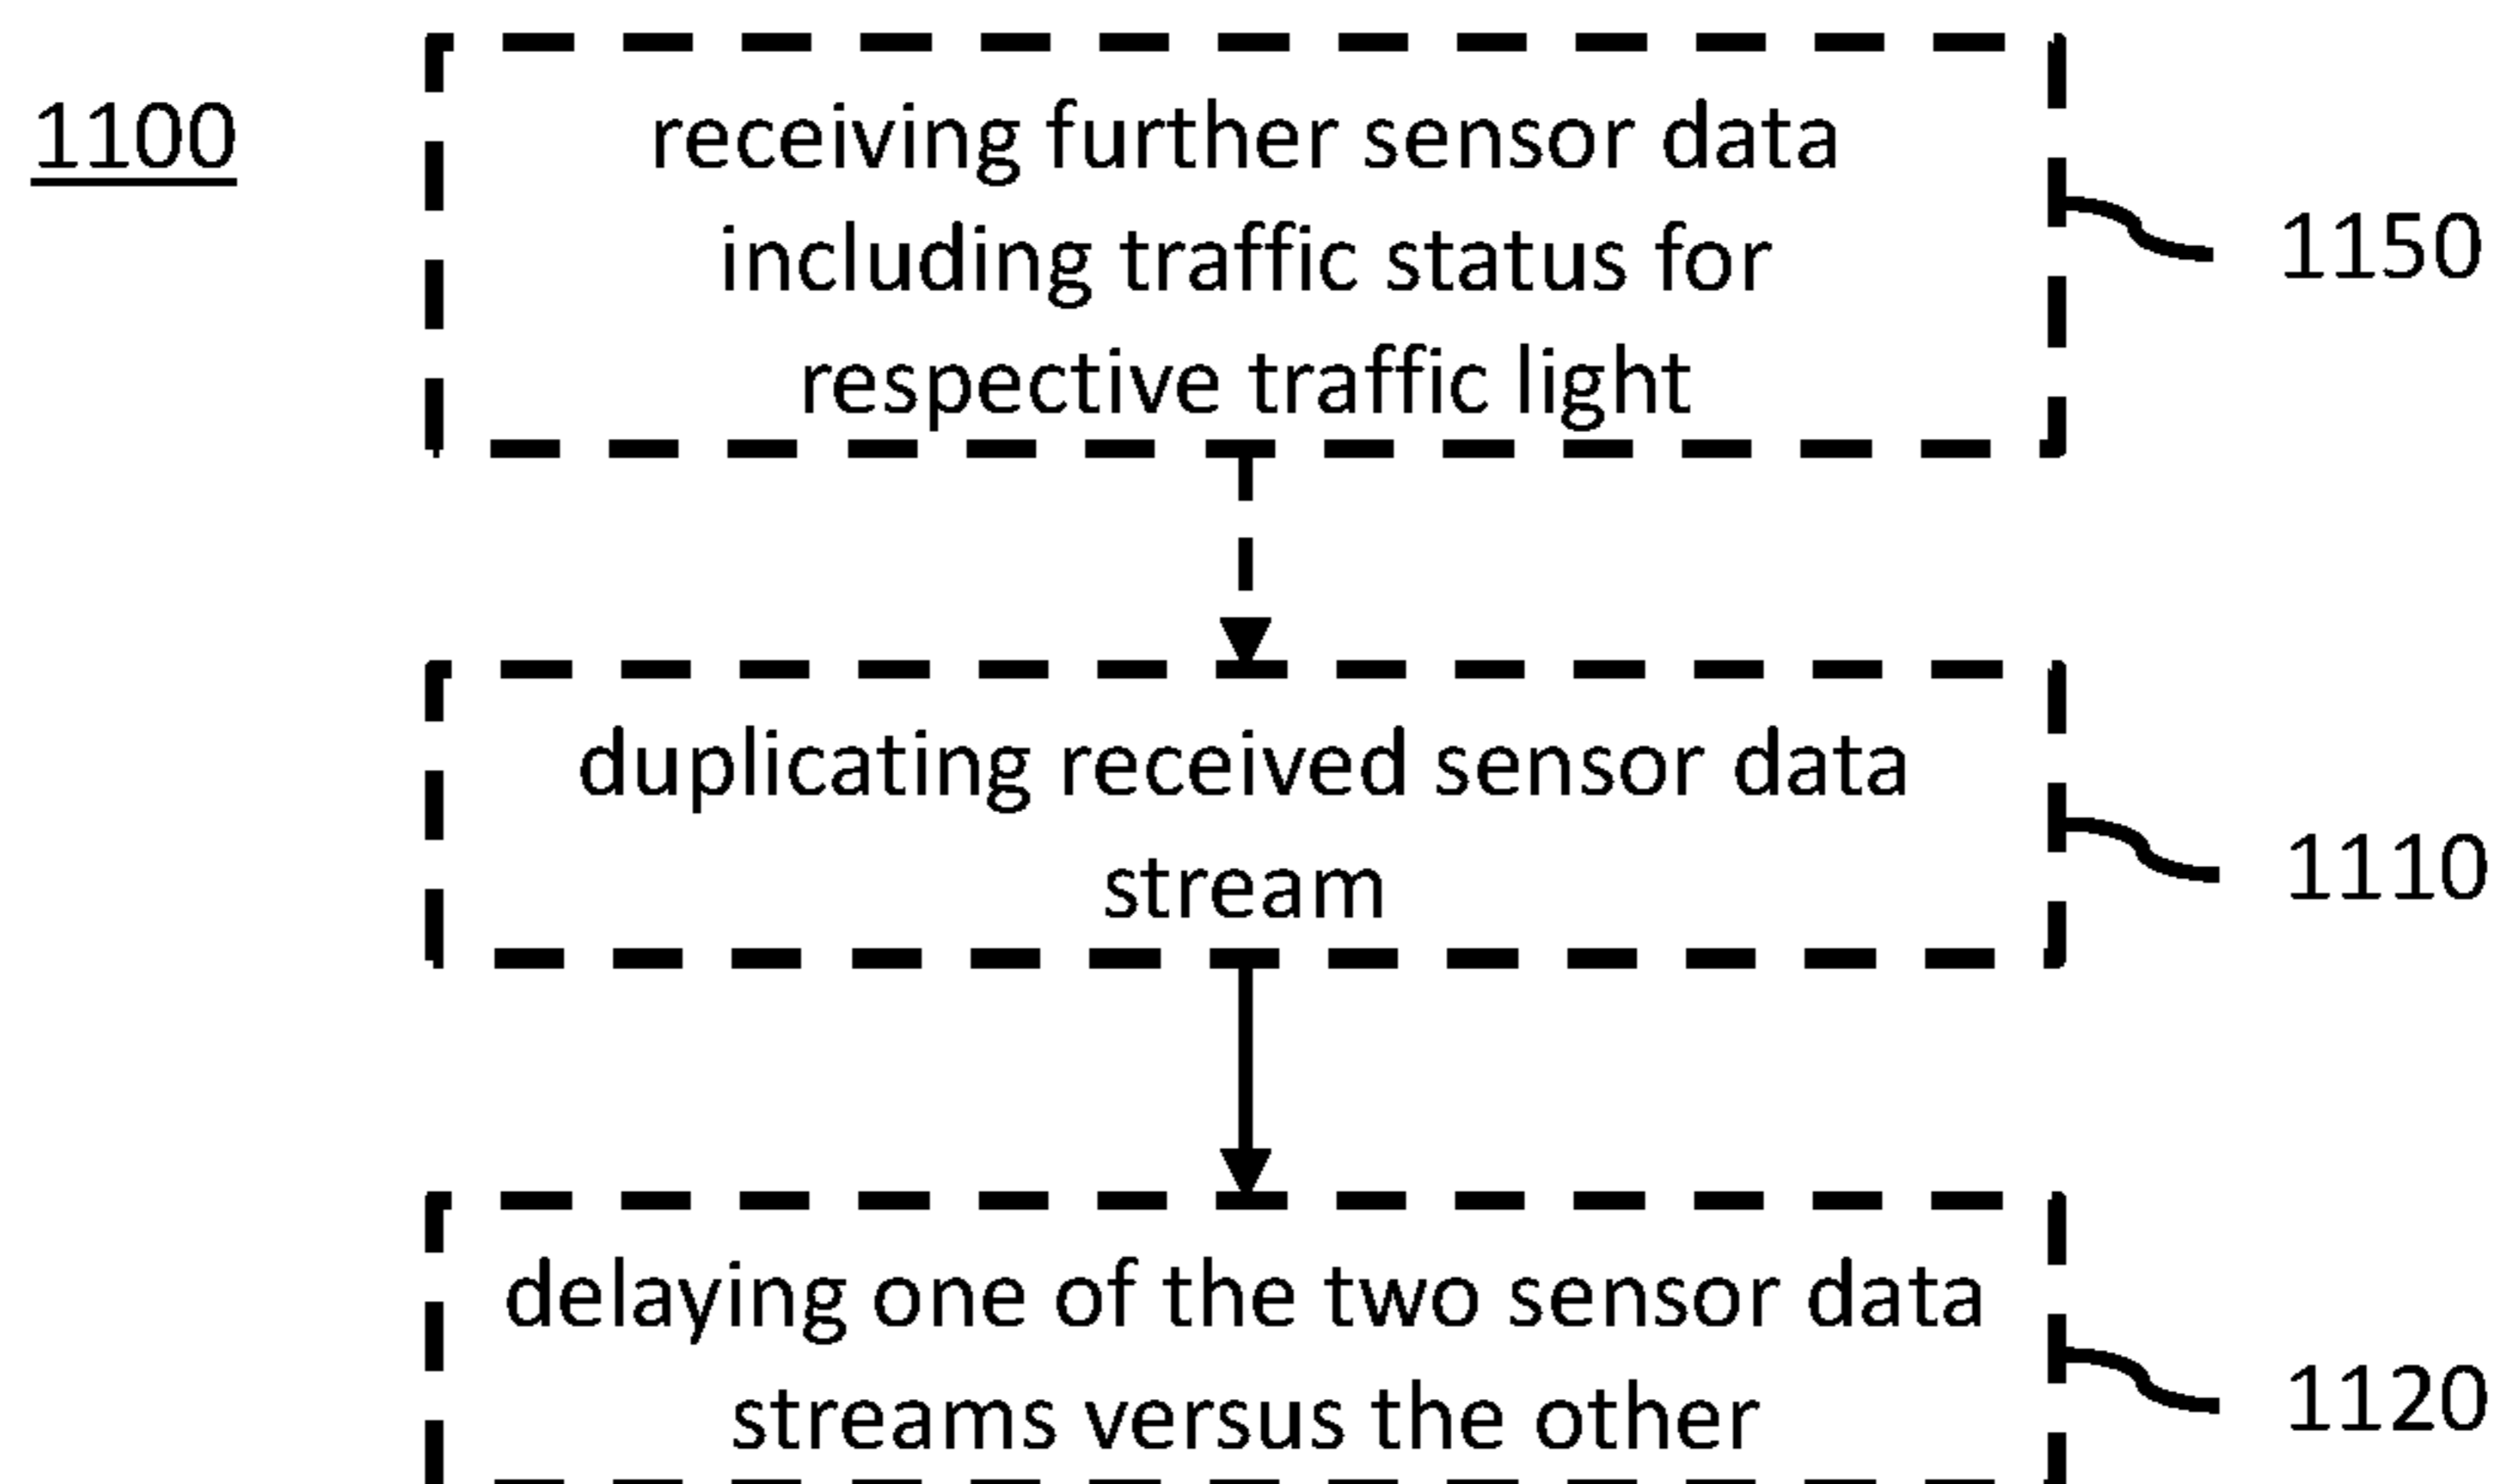 1100
receiving further sensor data
including traffic status for
respective traffic light
1150
duplicating received sensor data
stream
1110
delaying one of the two sensor data
streams versus the other
1120